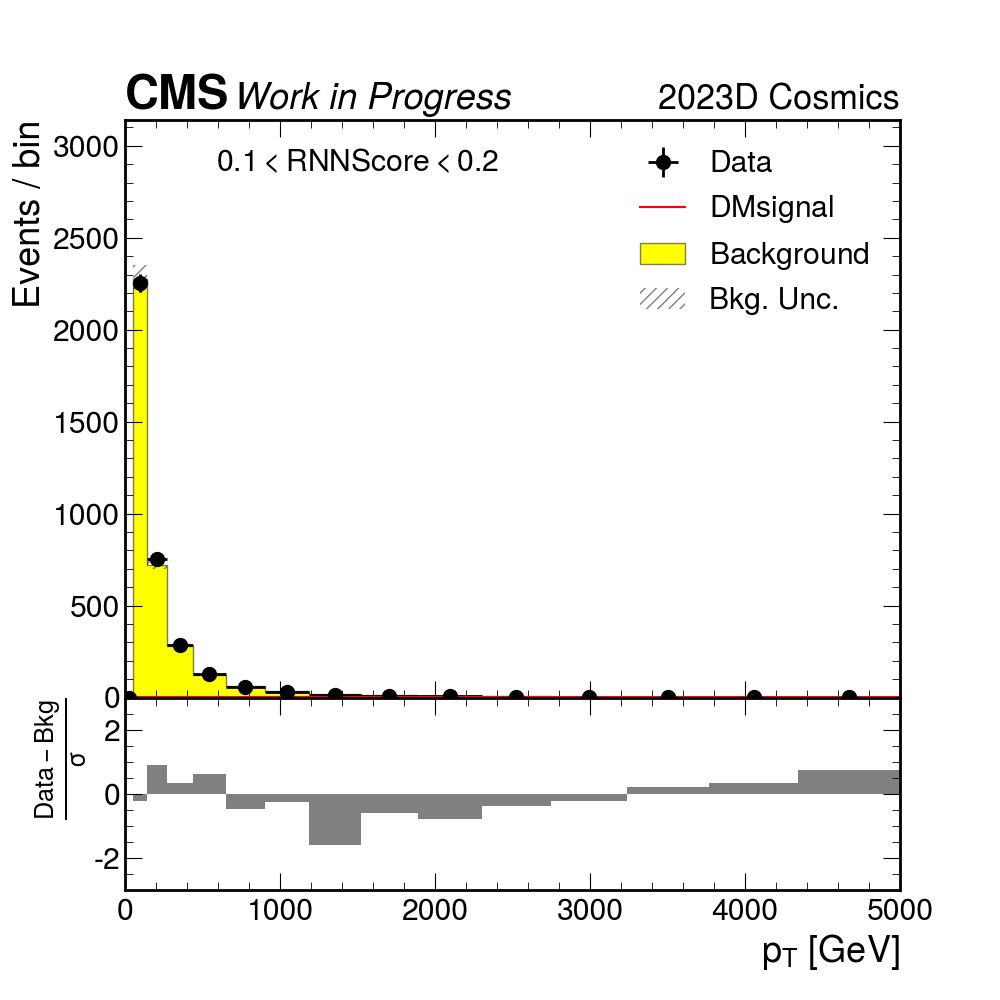 CMS Work in Progress 2023D Cosmics
Events / bin
3000
2500
2000
1500
1000
500
0
0.1 < RNNScore < 0.2
Data
DMsignal
Background
Bkg. Unc.
Data – Bkg
σ
2
0
-2
0 1000 2000 3000 4000 5000
pT [GeV]